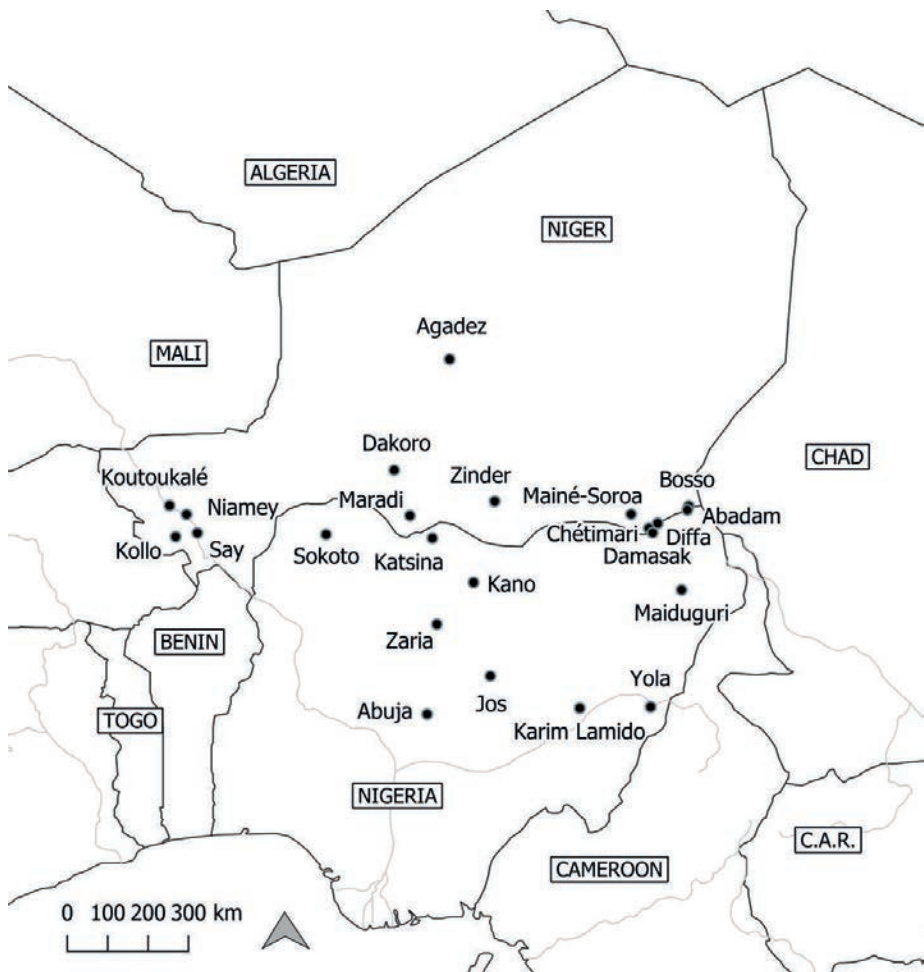 ALGERIA
NIGER
Agadez
MALI
Dakoro
CHAD
Zinder
Bosso
Koutoukalé
Mainé-Soroa
Maradi
Niamey
Abadam
Chétimari
Diffa
Kollo
Say
Sokoto
Katsina
Damasak
Kano
Maiduguri
Zaria
BENIN
Yola
Jos
Abuja
TOGO
Karim Lamido
NIGERIA
C.A.R.
CAMEROON
0 100 200 300 km